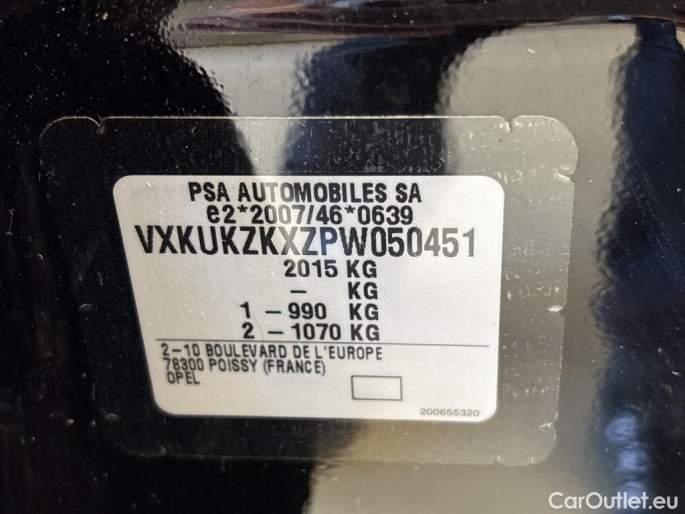 PSA AUTOMOBILES SA
e2*2007/46*0639
VXKUKZKXZPW050451
2015 KG
- KG
1 - 990 KG
2 - 1070 KG
2-10 BOULEVARD DE L'EUROPE
78300 POISSY (FRANCE)
OPEL
200655320
CarOutlet.eu